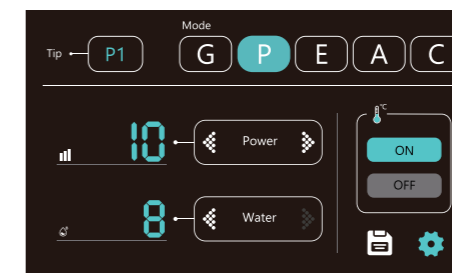 Mode
Tip P1 G P E A C
°C
10 Power
ON
OFF
8 Water